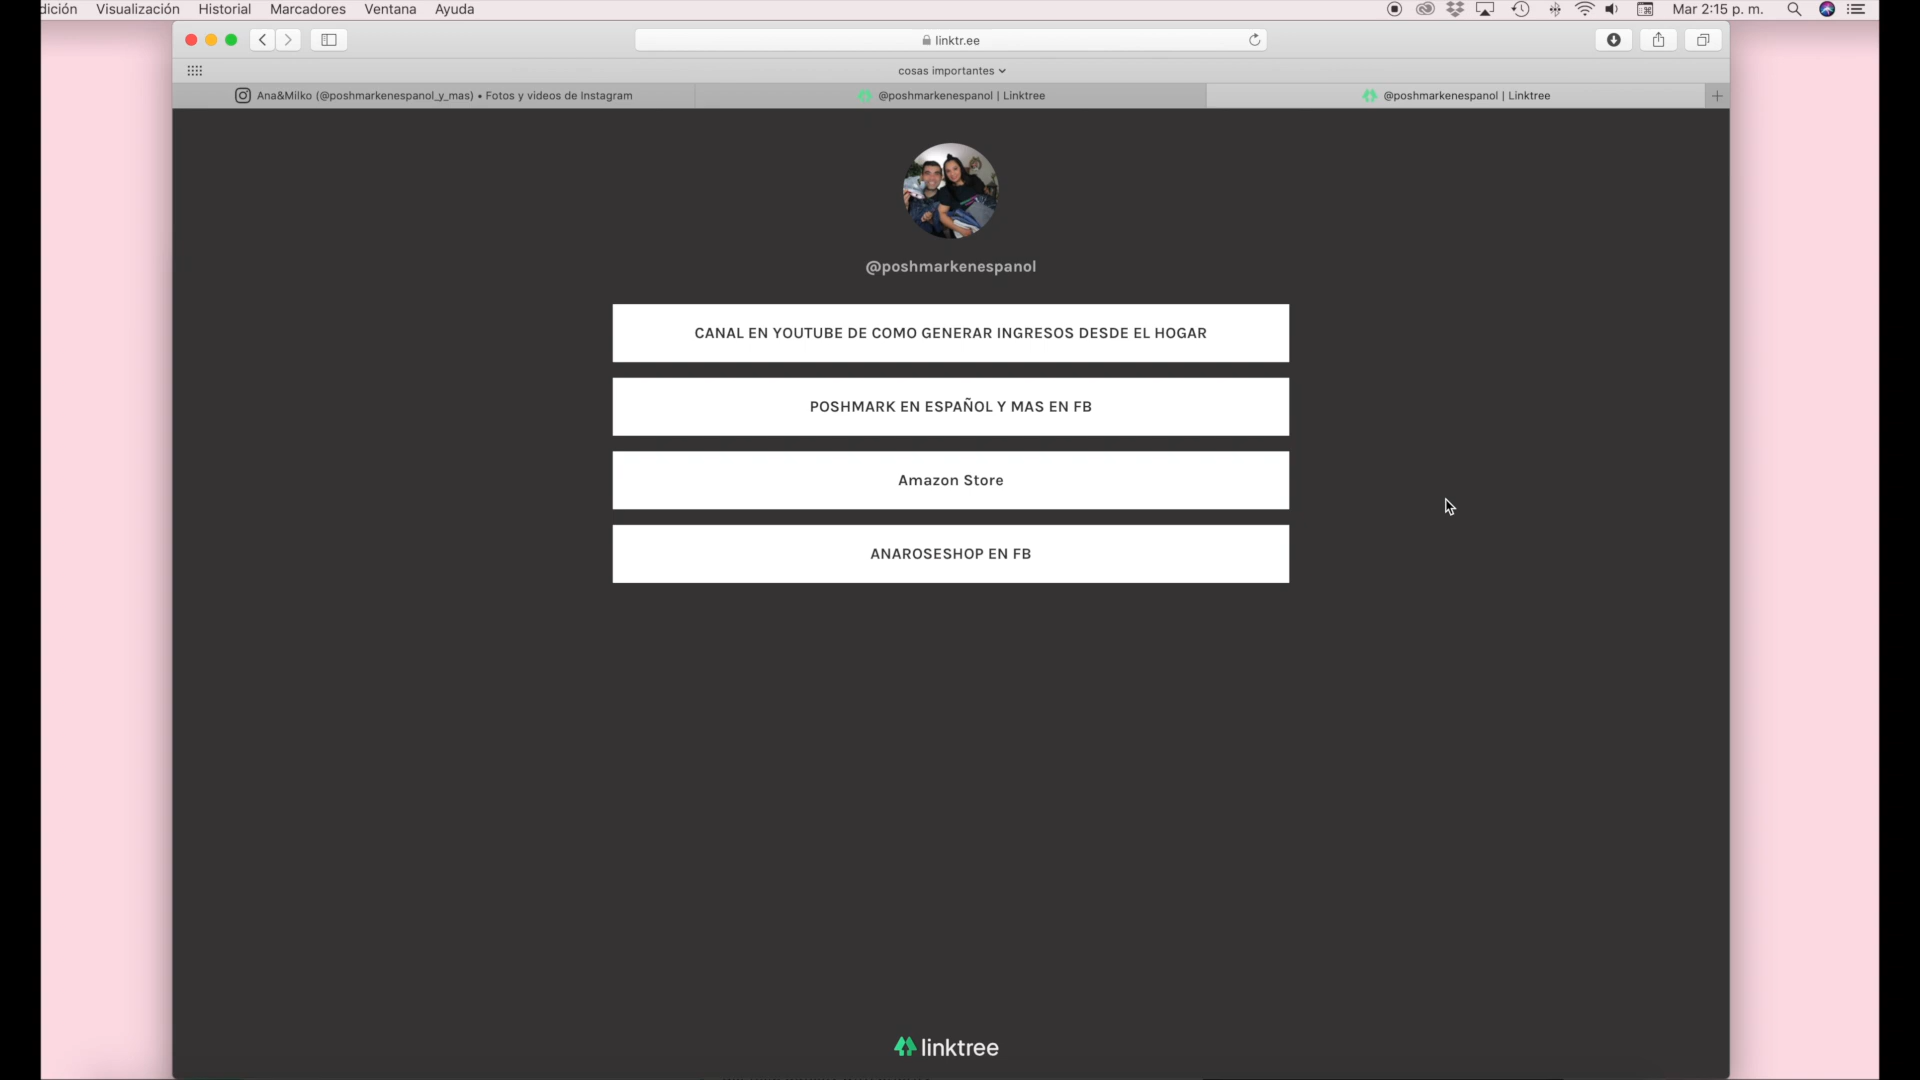 dición Visualización Historial Marcadores Ventana Ayuda Mar 2:15 p. m.
linktr.ee
cosas importantes
Ana&Milko (@poshmarkenespanol_y_mas) • Fotos y videos de Instagram
@poshmarkenespanol | Linktree
@poshmarkenespanol | Linktree
@poshmarkenespanol
CANAL EN YOUTUBE DE COMO GENERAR INGRESOS DESDE EL HOGAR
POSHMARK EN ESPAÑOL Y MAS EN FB
Amazon Store
ANAROSESHOP EN FB
linktree